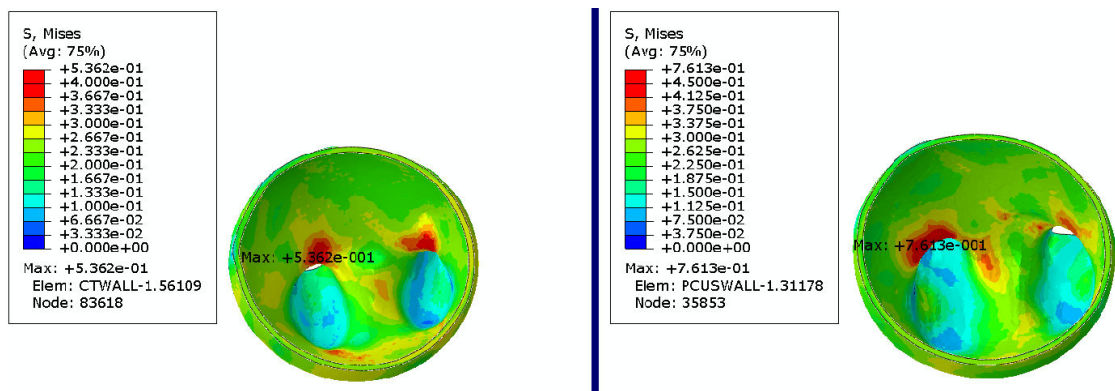 S, Mises
(Avg: 75%)
+5.362e-01
+4.000e-01
+3.667e-01
+3.333e-01
+3.000e-01
+2.667e-01
+2.333e-01
+2.000e-01
+1.667e-01
+1.333e-01
+1.000e-01
+6.667e-02
+3.333e-02
+0.000e+00
Max: +5.362e-01
Elem: CTWALL-1.56109
Node: 83618
Max: +5.362e-001
S, Mises
(Avg: 75%)
+7.613e-01
+4.500e-01
+4.125e-01
+3.750e-01
+3.375e-01
+3.000e-01
+2.625e-01
+2.250e-01
+1.875e-01
+1.500e-01
+1.125e-01
+7.500e-02
+3.750e-02
+0.000e+00
Max: +7.613e-01
Elem: PCUSWALL-1.31178
Node: 35853
Max: +7.613e-001